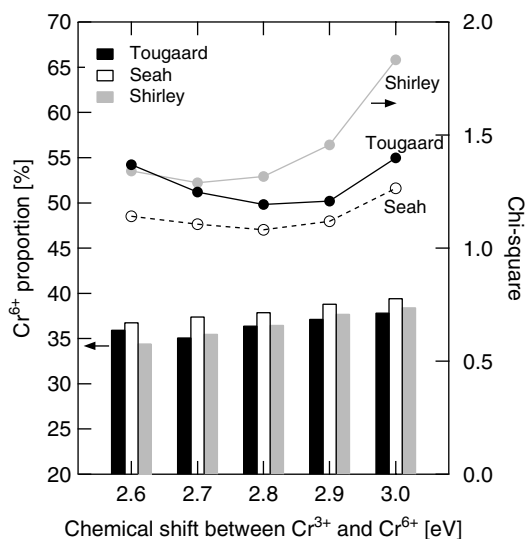 70
65
60
55
50
45
40
35
30
25
20
Cr6+ proportion [%]
Tougaard
Seah
Shirley
Shirley
Tougaard
Seah
2.0
1.5
1.0
0.5
0.0
Chi-square
2.6 2.7 2.8 2.9 3.0
Chemical shift between Cr3+ and Cr6+ [eV]